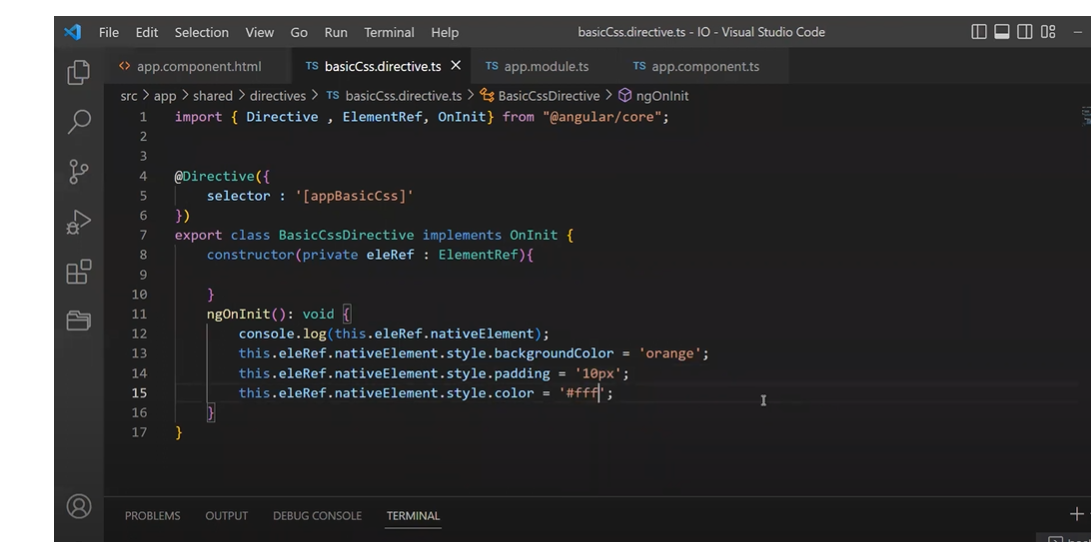 File Edit Selection View Go Run Terminal Help basicCss.directive.ts - IO - Visual Studio Code
<> app.component.html TS basicCss.directive.ts × TS app.module.ts TS app.component.ts
src > app > shared > directives > TS basicCss.directive.ts > BasicCssDirective > ngOnInit
1 import { Directive , ElementRef, OnInit} from "@angular/core";
2
3
4 @Directive({
5 selector : '[appBasicCss]'
6 })
7 export class BasicCssDirective implements OnInit {
8 constructor(private eleRef : ElementRef){
9
10 }
11 ngOnInit(): void {
12 console.log(this.eleRef.nativeElement);
13 this.eleRef.nativeElement.style.backgroundColor = 'orange';
14 this.eleRef.nativeElement.style.padding = '10px';
15 this.eleRef.nativeElement.style.color = '#fff';
16 }
17 }
PROBLEMS OUTPUT DEBUG CONSOLE TERMINAL